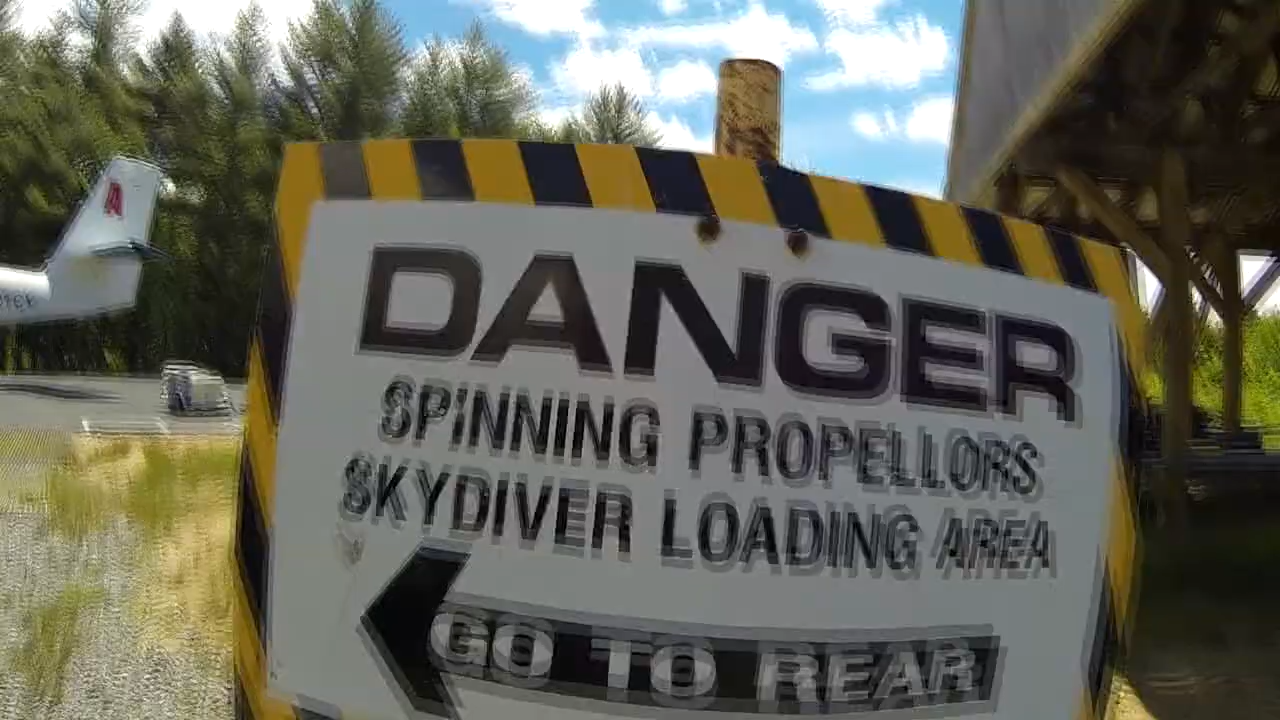 A
DANGER
SPINNING PROPELLORS
SKYDIVER LOADING AREA
GO TO REAR